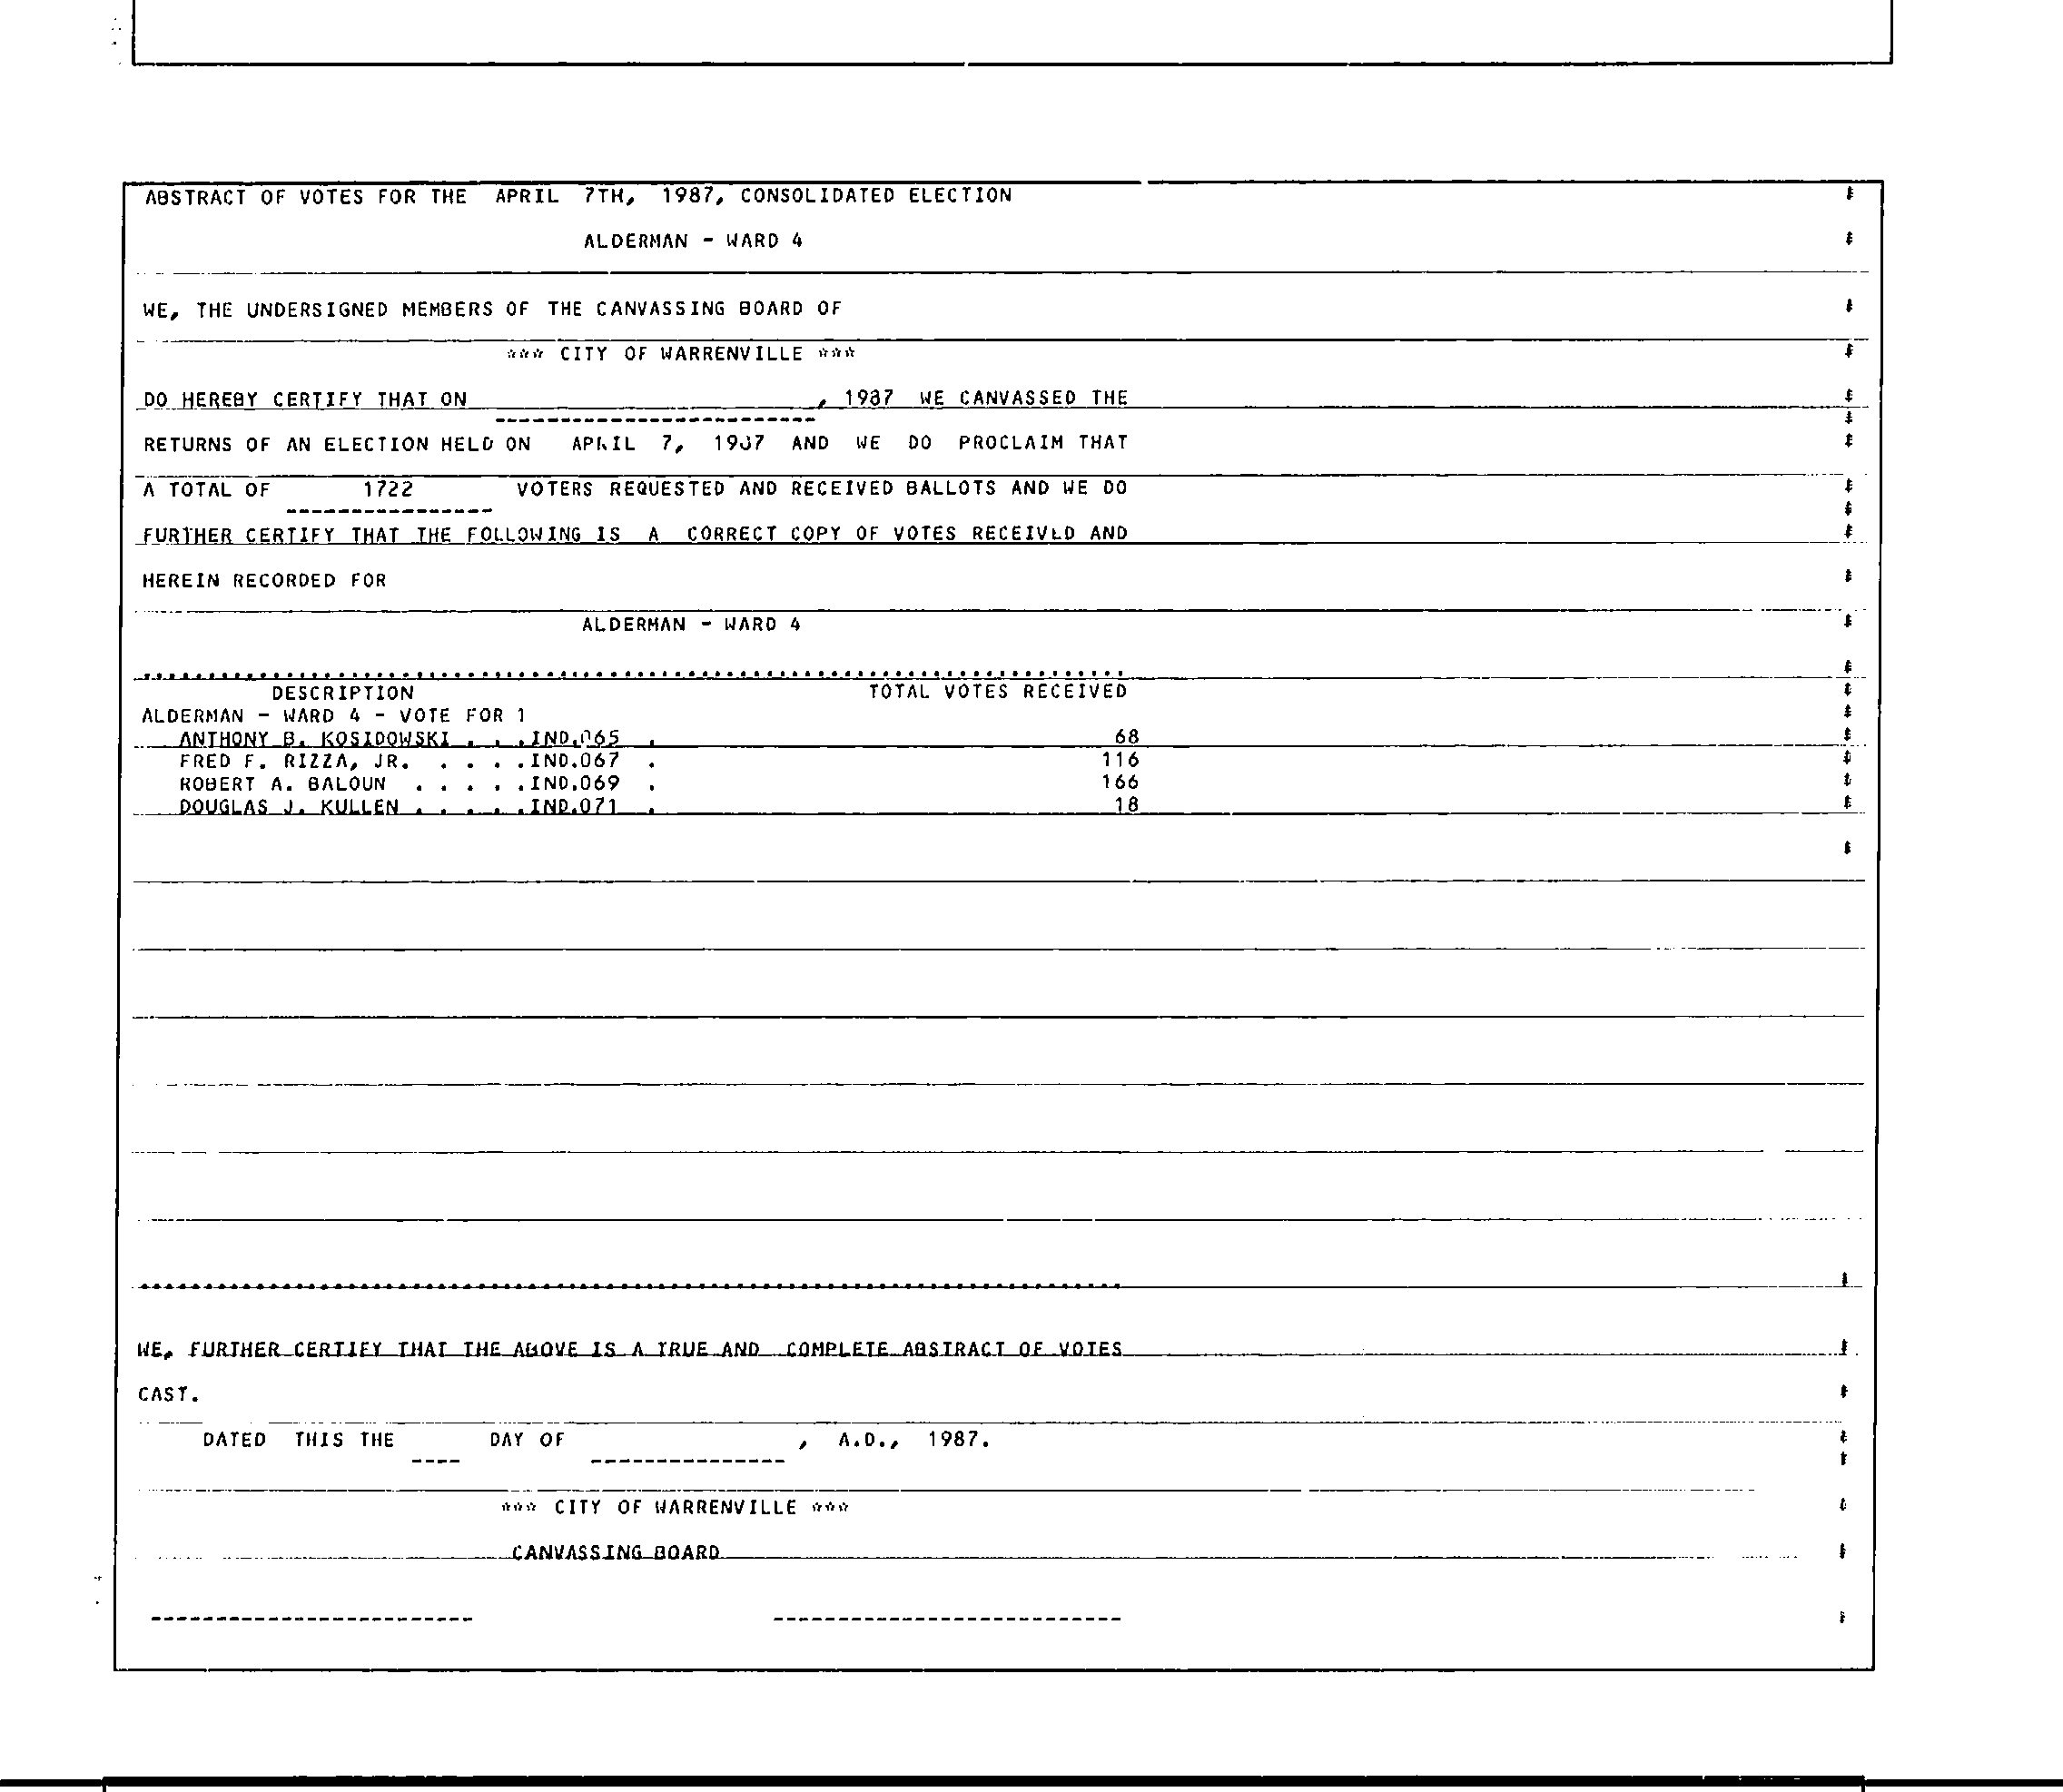 ABSTRACT OF VOTES FOR THE APRIL 7TH, 1987, CONSOLIDATED ELECTION
ALDERMAN - WARD 4
WE, THE UNDERSIGNED MEMBERS OF THE CANVASSING BOARD OF
*** CITY OF WARRENVILLE ***
DO HEREBY CERTIFY THAT ON , 1987 WE CANVASSED THE
RETURNS OF AN ELECTION HELD ON APRIL 7, 1987 AND WE DO PROCLAIM THAT
A TOTAL OF 1722 VOTERS REQUESTED AND RECEIVED BALLOTS AND WE DO
FURTHER CERTIFY THAT THE FOLLOWING IS A CORRECT COPY OF VOTES RECEIVED AND
HEREIN RECORDED FOR
ALDERMAN - WARD 4
DESCRIPTION TOTAL VOTES RECEIVED
ALDERMAN - WARD 4 - VOTE FOR 1
ANTHONY B. KOSIDOWSKI . . .IND.065 . 68
FRED F. RIZZA, JR. . . . .IND.067 . 116
ROBERT A. BALOUN . . . . .IND.069 . 166
DOUGLAS J. KULLEN . . . . .IND.071 . 18
WE, FURTHER CERTIFY THAT THE ABOVE IS A TRUE AND COMPLETE ABSTRACT OF VOTES
CAST.
DATED THIS THE ---- DAY OF --------------- , A.D., 1987.
*** CITY OF WARRENVILLE ***
CANVASSING BOARD